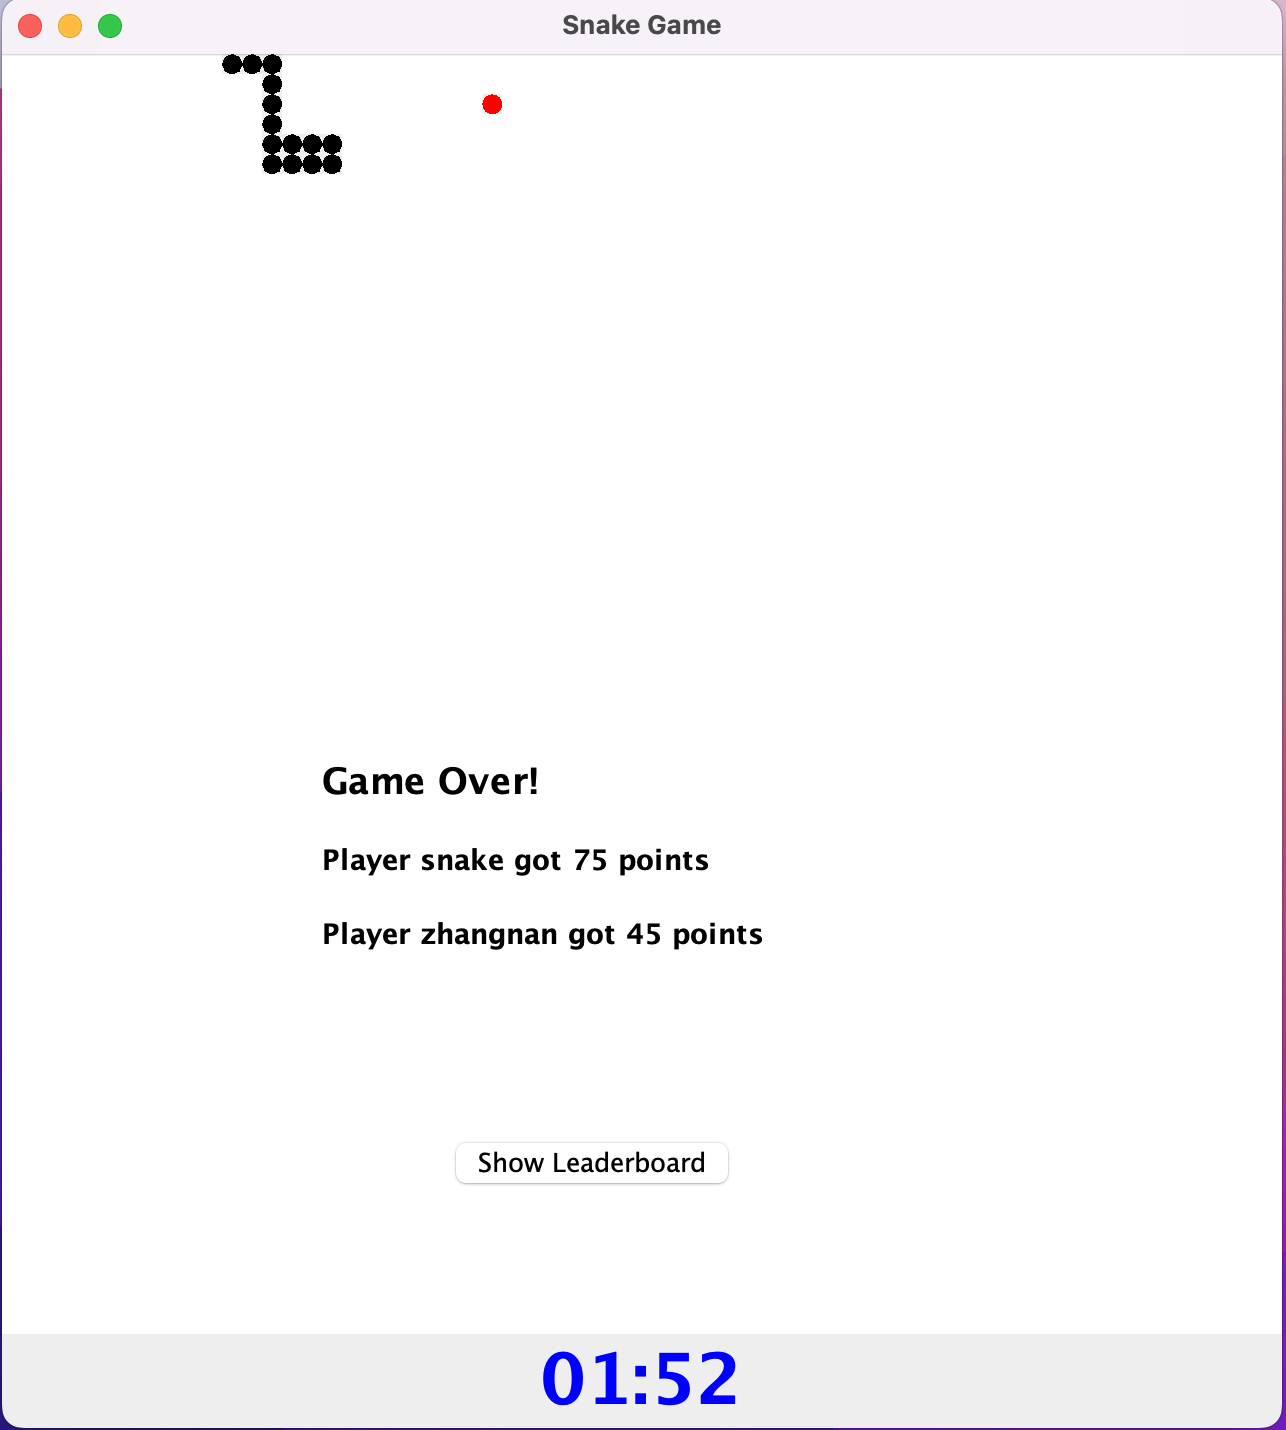 Snake Game
Game Over!
Player snake got 75 points
Player zhangnan got 45 points
Show Leaderboard
01:52